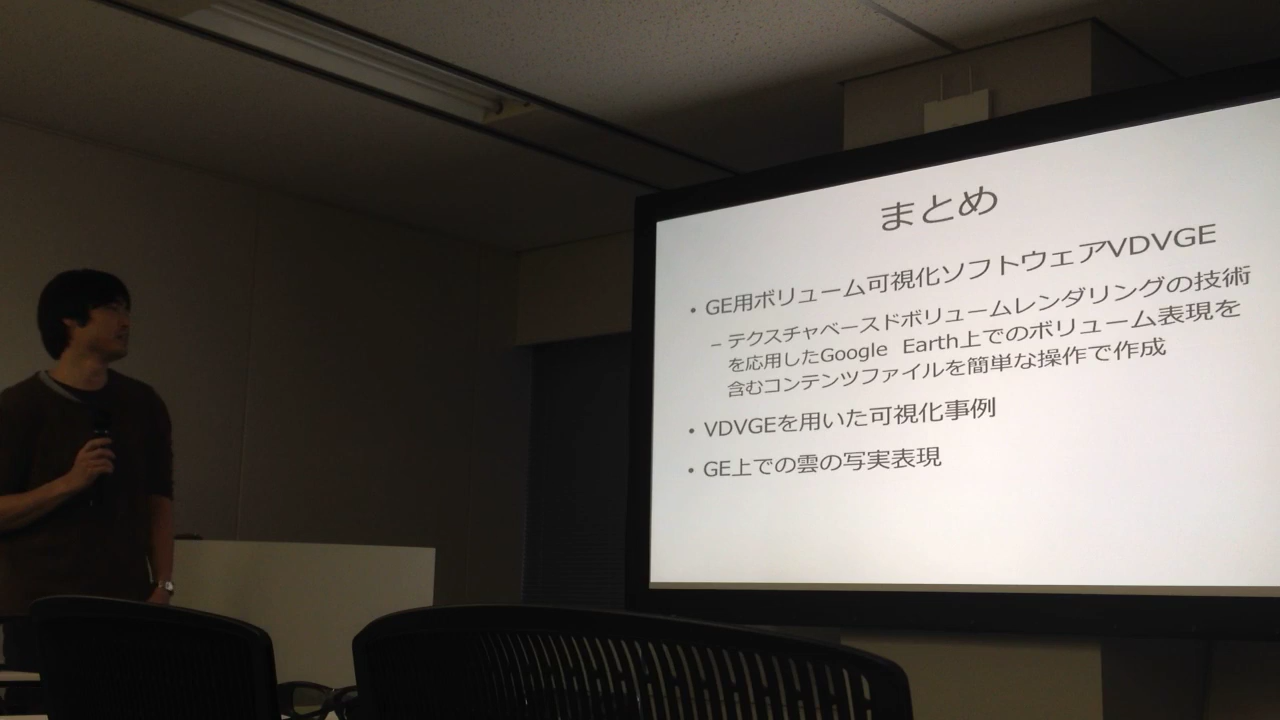 まとめ
• GE用ボリューム可視化ソフトウェアVDVGE
– テクスチャベースドボリュームレンダリングの技術
を応用したGoogle Earth上でのボリューム表現を
含むコンテンツファイルを簡単な操作で作成
• VDVGEを用いた可視化事例
• GE上での雲の写実表現